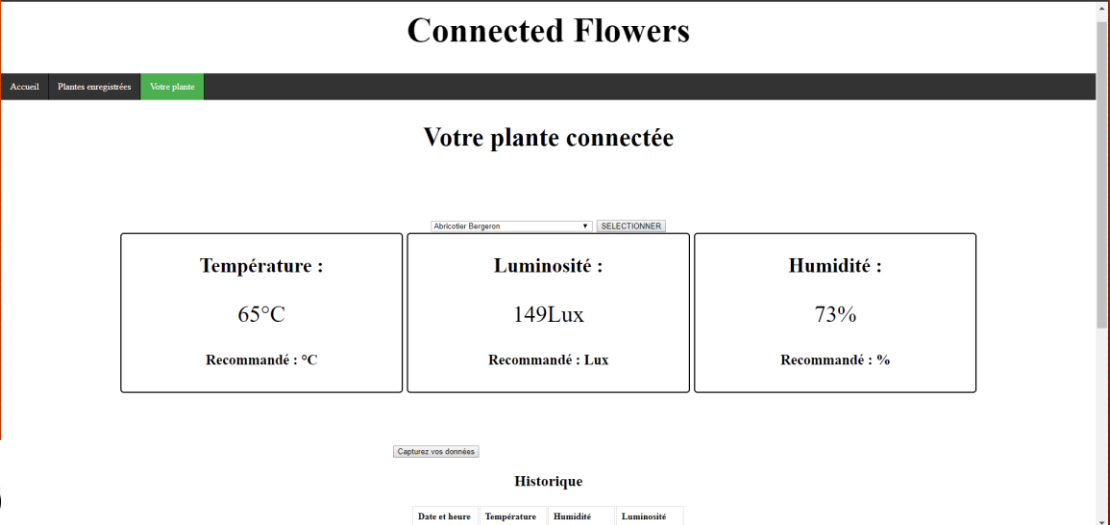 Connected Flowers
Accueil Plantes enregistrées Votre plante
Votre plante connectée
Abricotier Bergeron SELECTIONNER
Température : Luminosité : Humidité :
65°C 149Lux 73%
Recommandé : °C Recommandé : Lux Recommandé : %
Capturez vos données
Historique
Date et heure Température Humidité Luminosité